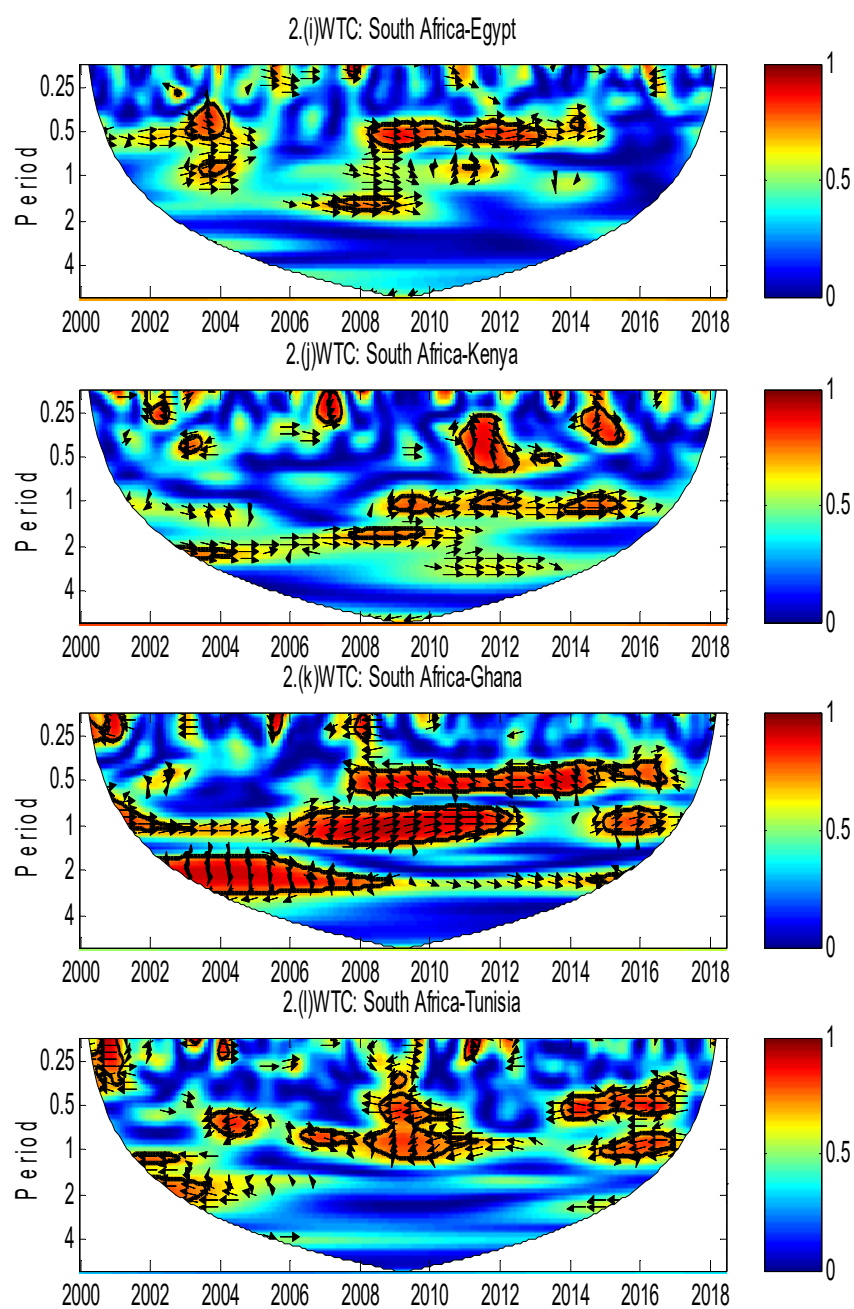 2.(i)WTC: South Africa-Egypt
Period
0.25
0.5
1
2
4
2000 2002 2004 2006 2008 2010 2012 2014 2016 2018
1
0.5
0
2.(j)WTC: South Africa-Kenya
Period
0.25
0.5
1
2
4
2000 2002 2004 2006 2008 2010 2012 2014 2016 2018
1
0.5
0
2.(k)WTC: South Africa-Ghana
Period
0.25
0.5
1
2
4
2000 2002 2004 2006 2008 2010 2012 2014 2016 2018
1
0.5
0
2.(l)WTC: South Africa-Tunisia
Period
0.25
0.5
1
2
4
2000 2002 2004 2006 2008 2010 2012 2014 2016 2018
1
0.5
0